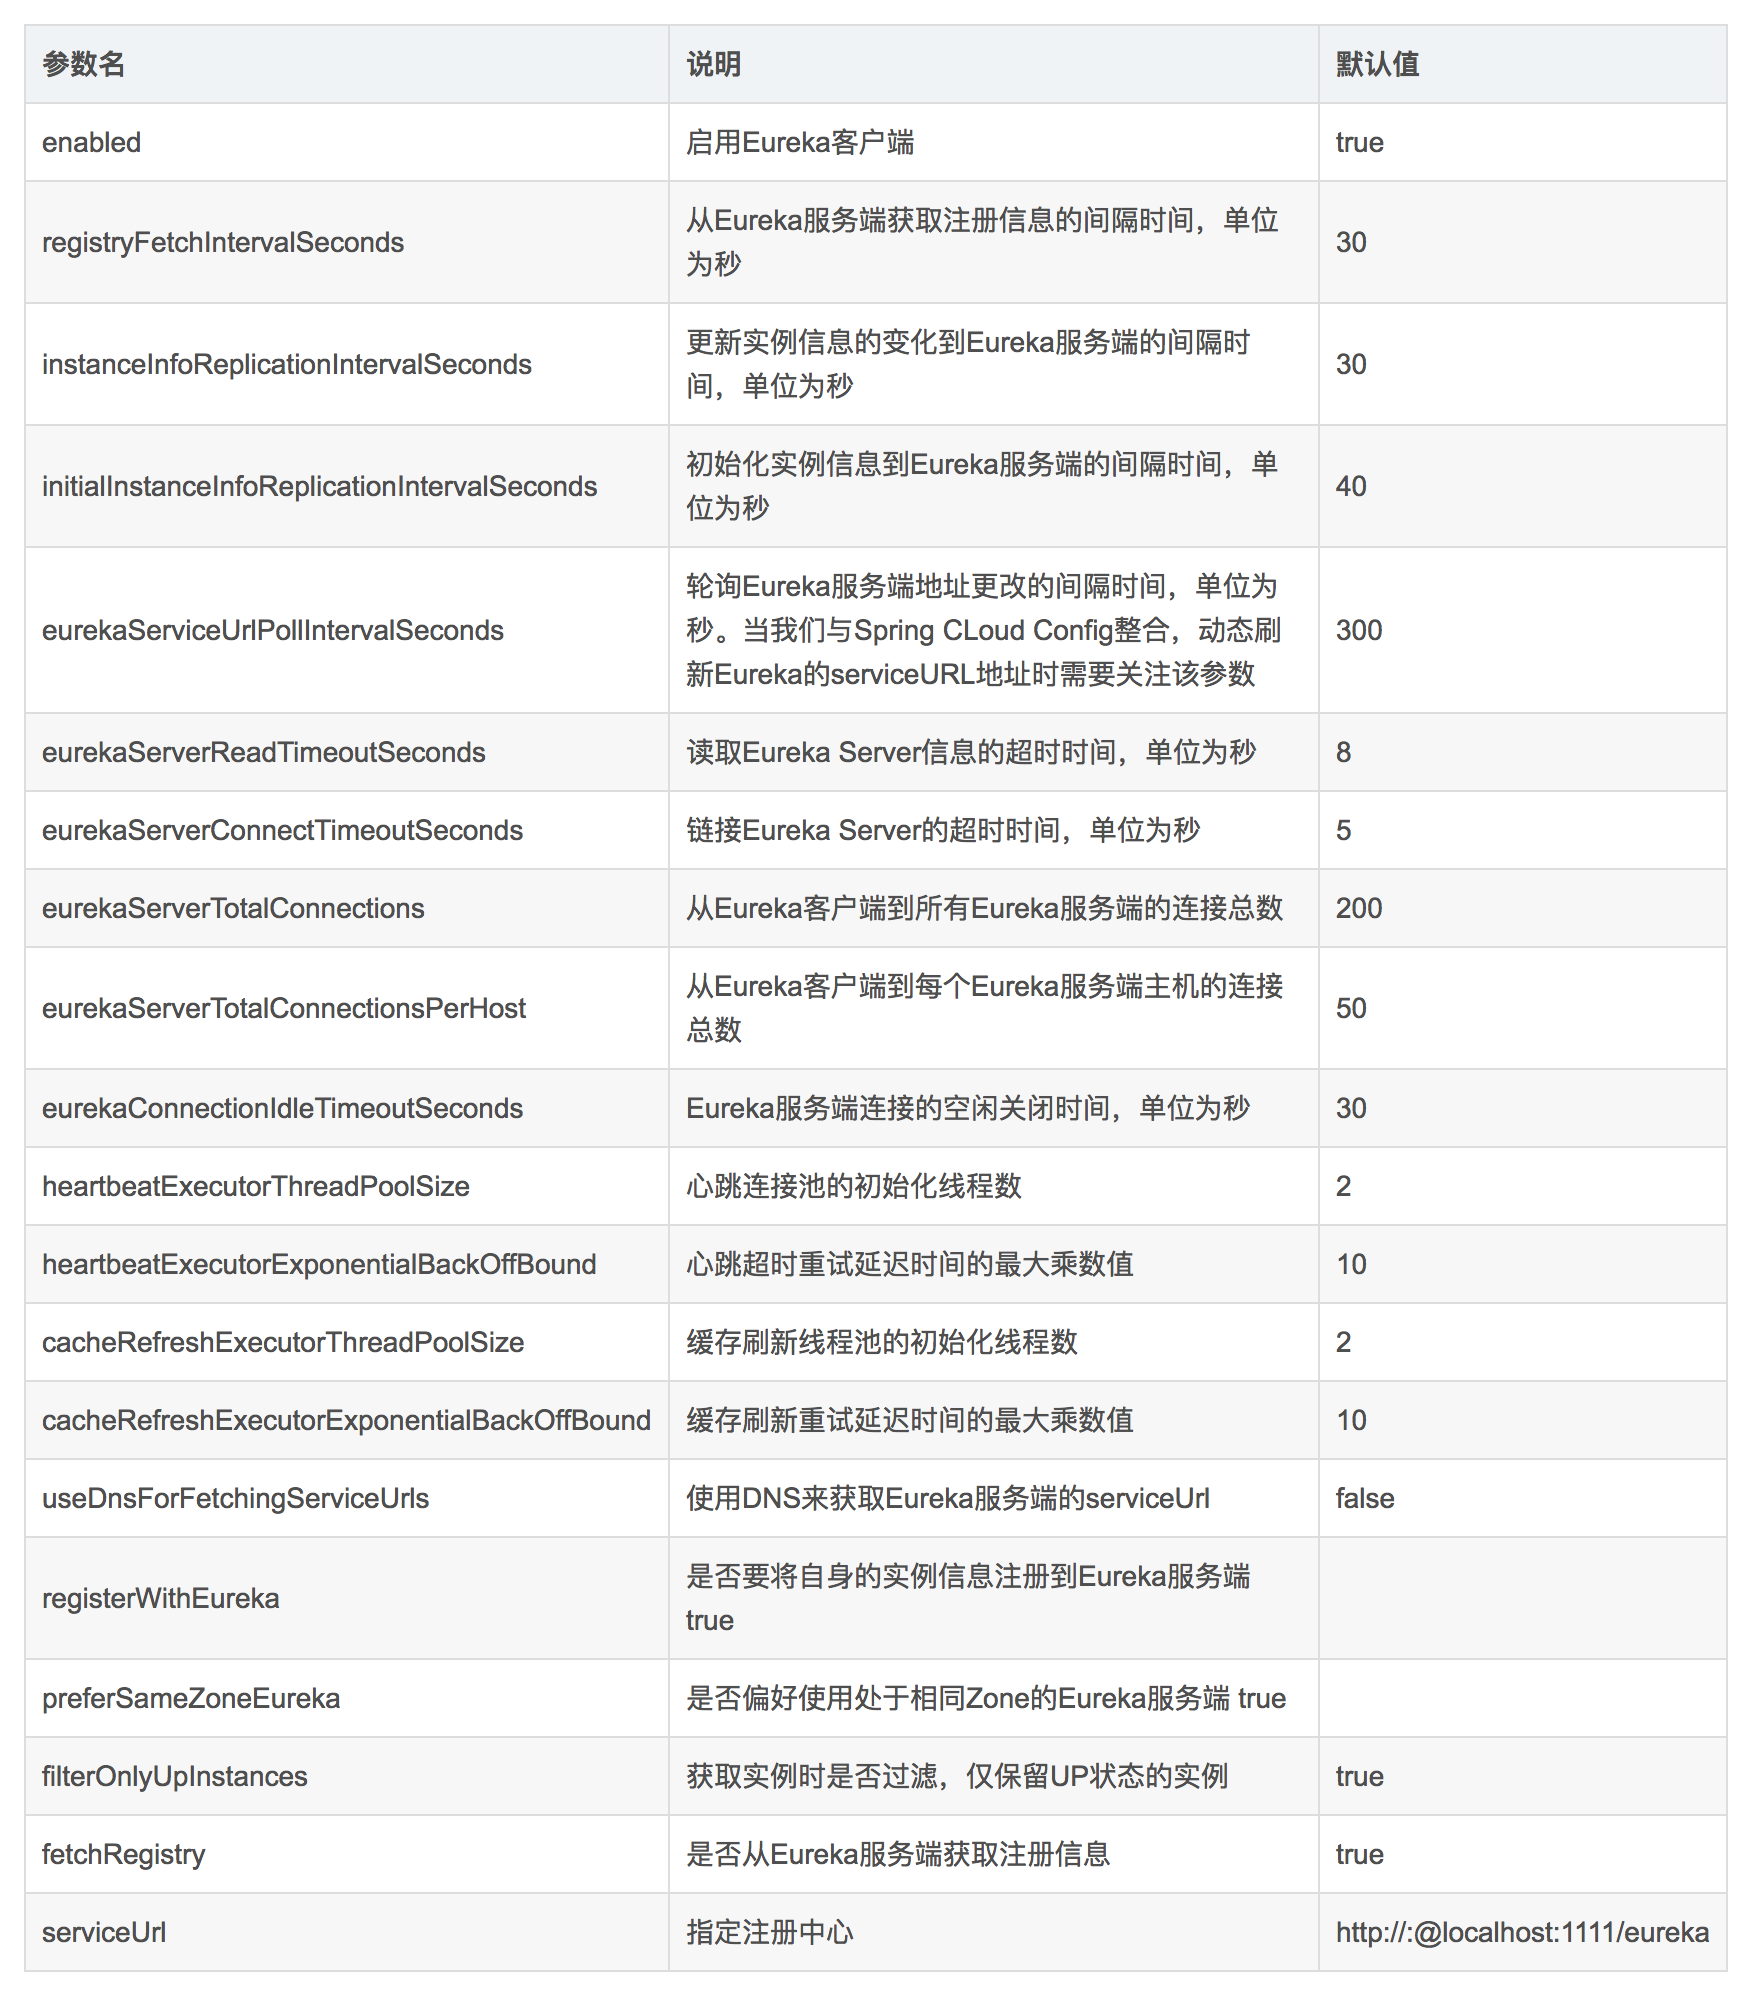 参数名 说明 默认值
enabled 启用Eureka客户端 true
registryFetchIntervalSeconds 从Eureka服务端获取注册信息的间隔时间，单位 30
为秒
instanceInfoReplicationIntervalSeconds 更新实例信息的变化到Eureka服务端的间隔时 30
间，单位为秒
initialInstanceInfoReplicationIntervalSeconds 初始化实例信息到Eureka服务端的间隔时间，单 40
位为秒
eurekaServiceUrlPollIntervalSeconds 轮询Eureka服务端地址更改的间隔时间，单位为 300
秒。当我们与Spring CLoud Config整合，动态刷
新Eureka的serviceURL地址时需要关注该参数
eurekaServerReadTimeoutSeconds 读取Eureka Server信息的超时时间，单位为秒 8
eurekaServerConnectTimeoutSeconds 链接Eureka Server的超时时间，单位为秒 5
eurekaServerTotalConnections 从Eureka客户端到所有Eureka服务端的连接总数 200
eurekaServerTotalConnectionsPerHost 从Eureka客户端到每个Eureka服务端主机的连接 50
总数
eurekaConnectionIdleTimeoutSeconds Eureka服务端连接的空闲关闭时间，单位为秒 30
heartbeatExecutorThreadPoolSize 心跳连接池的初始化线程数 2
heartbeatExecutorExponentialBackOffBound 心跳超时重试延迟时间的最大乘数值 10
cacheRefreshExecutorThreadPoolSize 缓存刷新线程池的初始化线程数 2
cacheRefreshExecutorExponentialBackOffBound 缓存刷新重试延迟时间的最大乘数值 10
useDnsForFetchingServiceUrls 使用DNS来获取Eureka服务端的serviceUrl false
registerWithEureka 是否要将自身的实例信息注册到Eureka服务端
true
preferSameZoneEureka 是否偏好使用处于相同Zone的Eureka服务端 true
filterOnlyUpInstances 获取实例时是否过滤，仅保留UP状态的实例 true
fetchRegistry 是否从Eureka服务端获取注册信息 true
serviceUrl 指定注册中心 http://:@localhost:1111/eureka